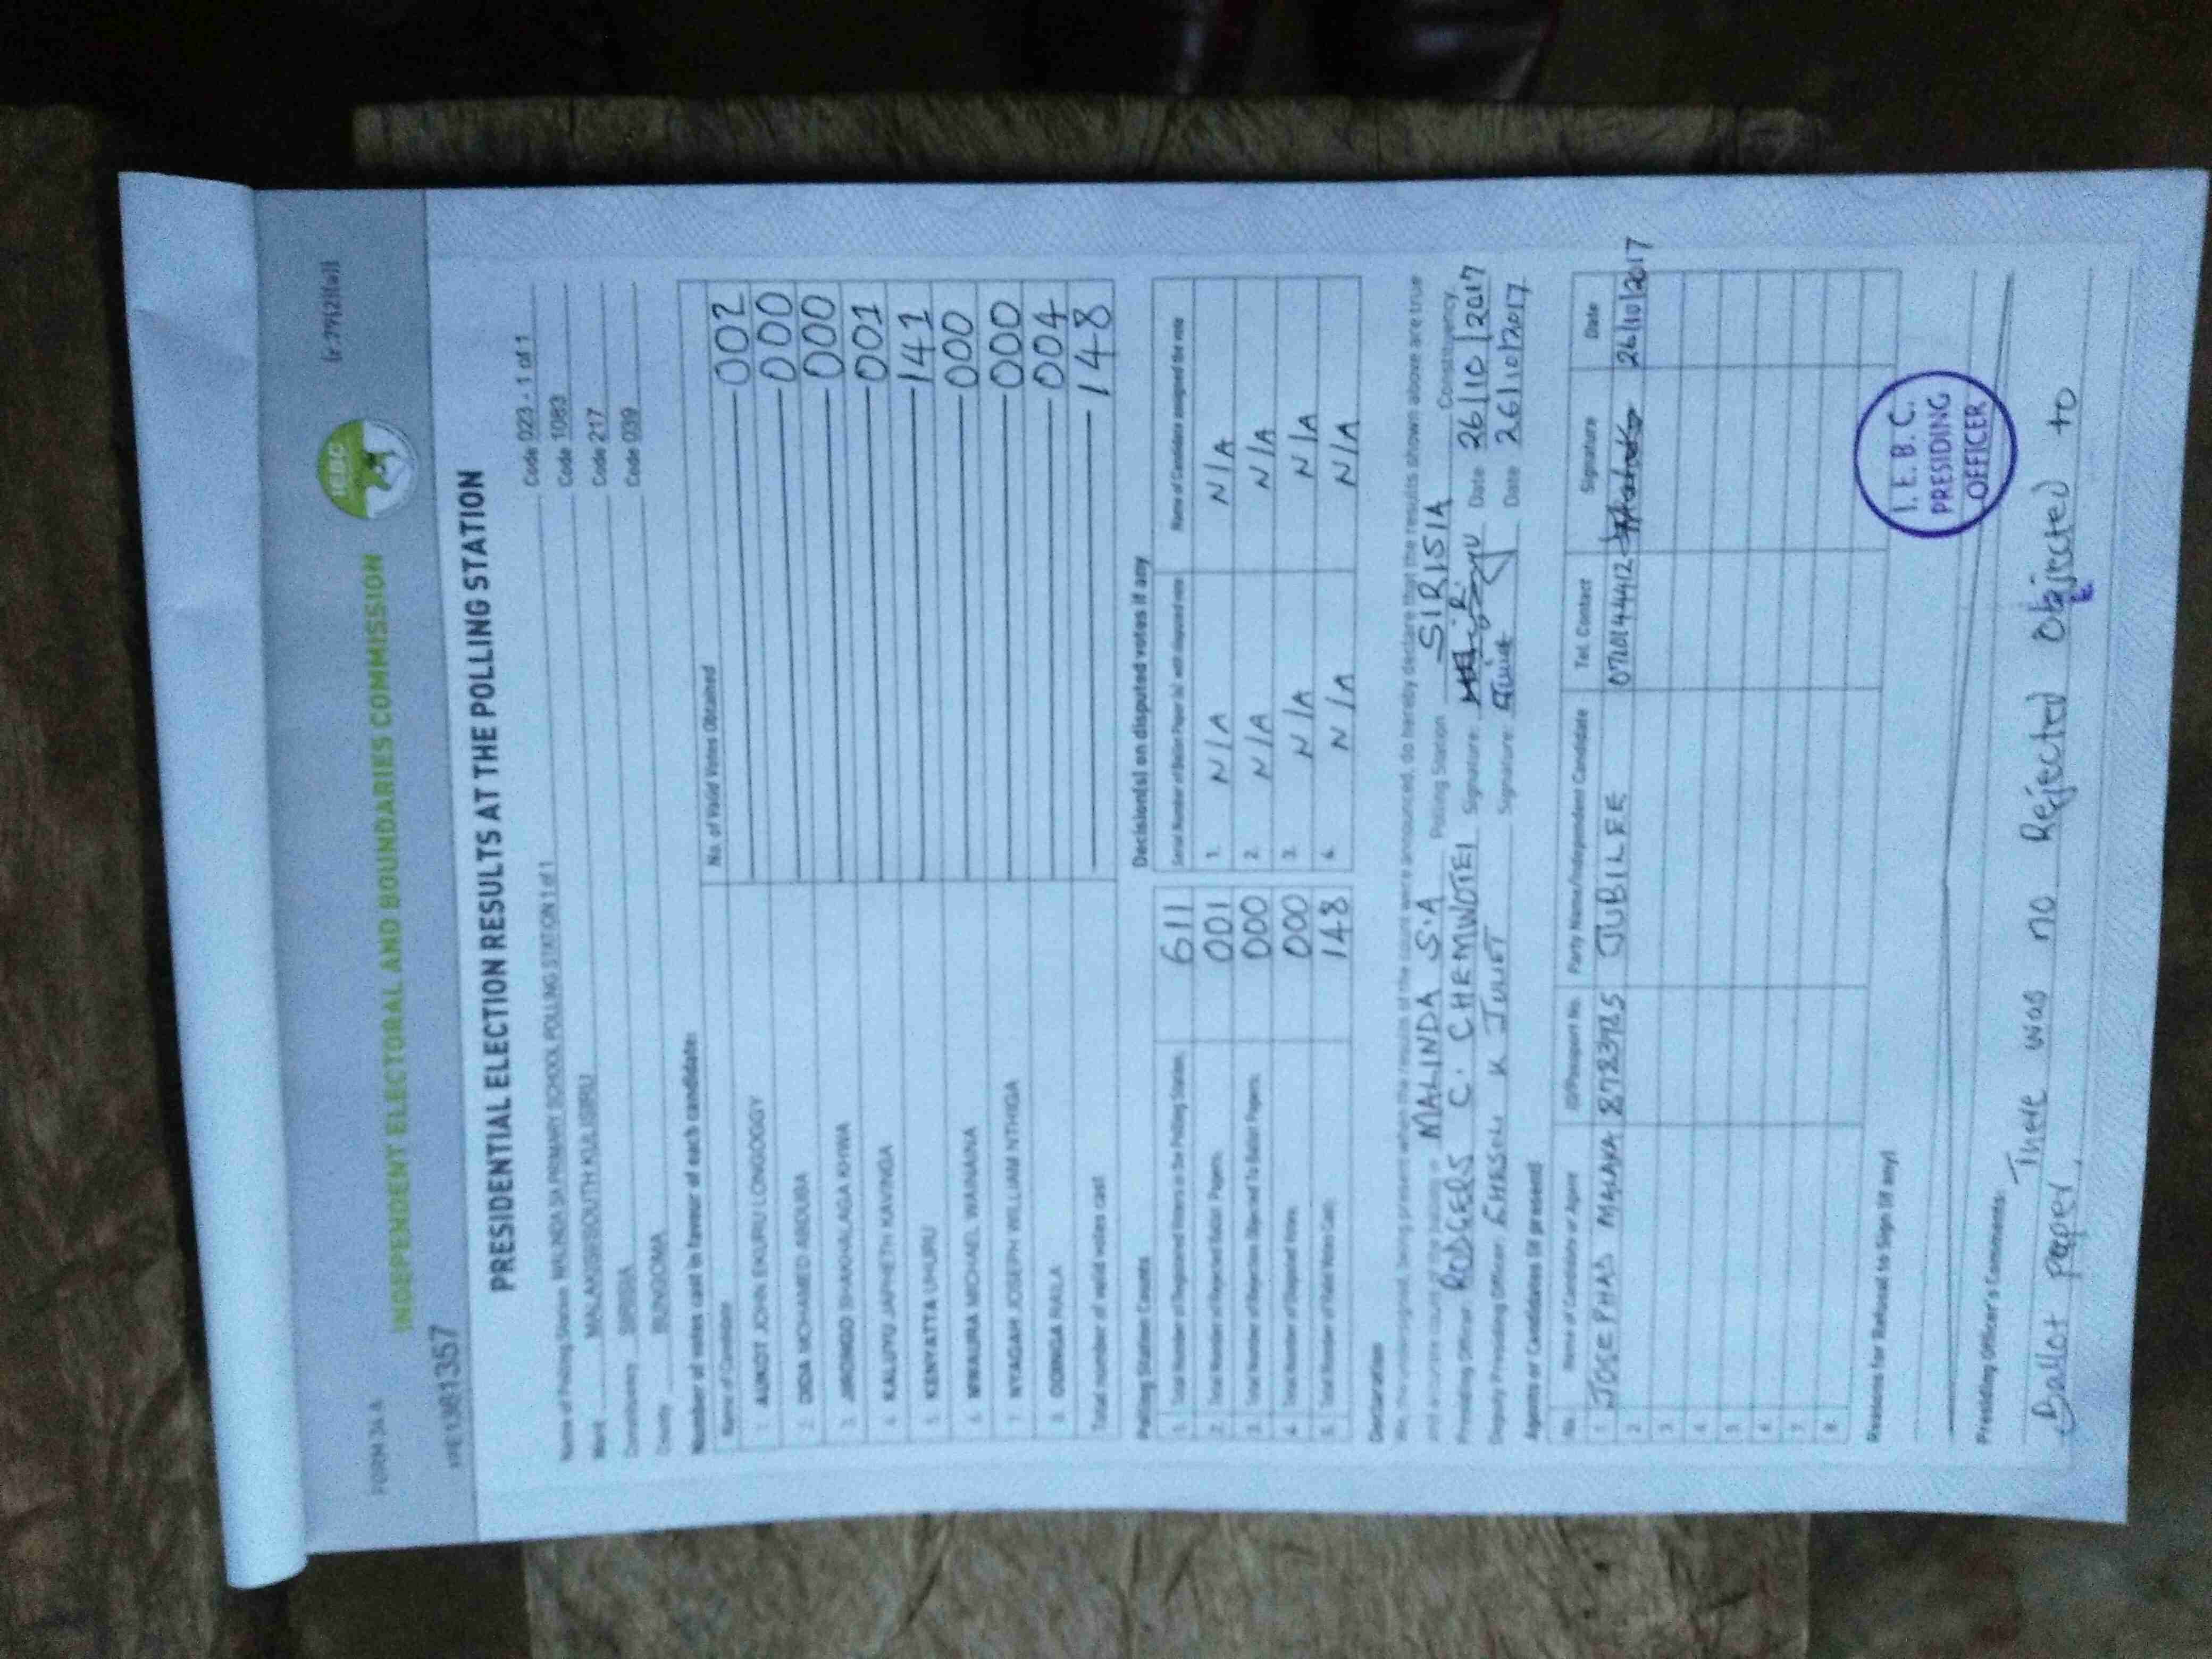 FORM 34 A (r.79(2)(a))
IEBC
INDEPENDENT ELECTORAL AND BOUNDARIES COMMISSION
PRESIDENTIAL ELECTION RESULTS AT THE POLLING STATION
Name of Polling Station MALINDA SA PRIMARY SCHOOL POLLING STATION 1 of 1 Code 023 - 1 of 1
Ward MALAKISI/SOUTH KULISIRU Code 1083
Constituency SIRISIA Code 217
County BUNGOMA Code 039
Number of votes cast in favour of each candidate:
Name of Candidate No. of Valid Votes Obtained
1. AUKOT JOHN EKURU LONGOGGY 002
2. DIDA MOHAMED ABDUBA 000
3. JIRONGO SHAKHALAGA KHWA 000
4. KALUYU JAPHETH KAVINGA 001
5. KENYATTA UHURU 141
6. MWAURA MICHAEL WAINAINA 000
7. NYAGAH JOSEPH WILLIAM NTHIGA 000
8. ODINGA RAILA 004
Total number of valid votes cast 148
Polling Station Counts Decision(s) on disputed votes if any
Serial Number of Ballot Paper (s) with disputed vote Name of Candidate assigned the vote
1. Total Number of Registered Voters in the Polling Station 611 1. N/A N/A
2. Total Number of Rejected Ballot Papers 001 2. N/A N/A
3. Total Number of Rejection Objected To Ballot Papers 000 3. N/A N/A
4. Total Number of Disputed Votes 000 4. N/A N/A
5. Total Number of Valid Votes Cast 148
Declaration
We, the undersigned, being present when the results of the count were announced, do hereby declare that the results shown above are true
and accurate count of the ballots in MALINDA S.A Polling Station SIRISIA Constituency
Presiding Officer RODGERS C. CHEMWOTEI Signature Date 26/10/2017
Deputy Presiding Officer K JULIET Signature Date 26/10/2017
Agents or Candidates (if present)
No. Name of Candidate or Agent ID/Passport No. Party Name/Independent Candidate Tel. Contact Signature Date
1. JOSEPHAS MALAKA 8723725 JUBILEE 0720144412 26/10/2017
2.
3.
4.
5.
6.
7.
8.
Reasons for Refusal to Sign (if any)
I.E.B.C.
PRESIDING
OFFICER
Presiding Officer's Comments:
There was no Rejected Objected to
Ballot paper.